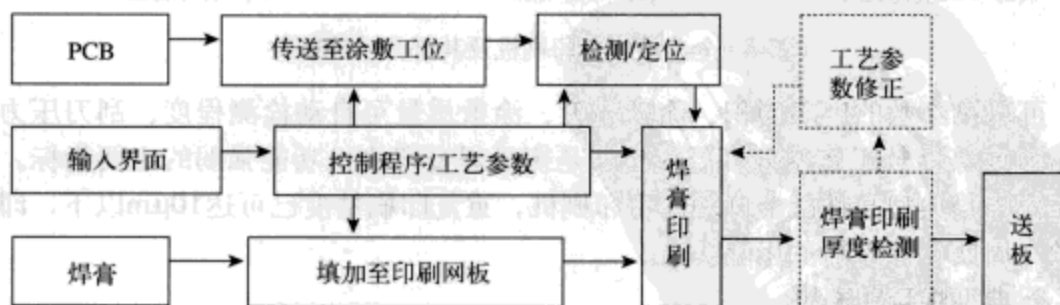 PCB
传送至涂敷工位
检测/定位
工艺参
数修正
输入界面
控制程序/工艺参数
焊
膏
印
刷
焊膏
填加至印刷网板
焊膏印刷
厚度检测
送
板